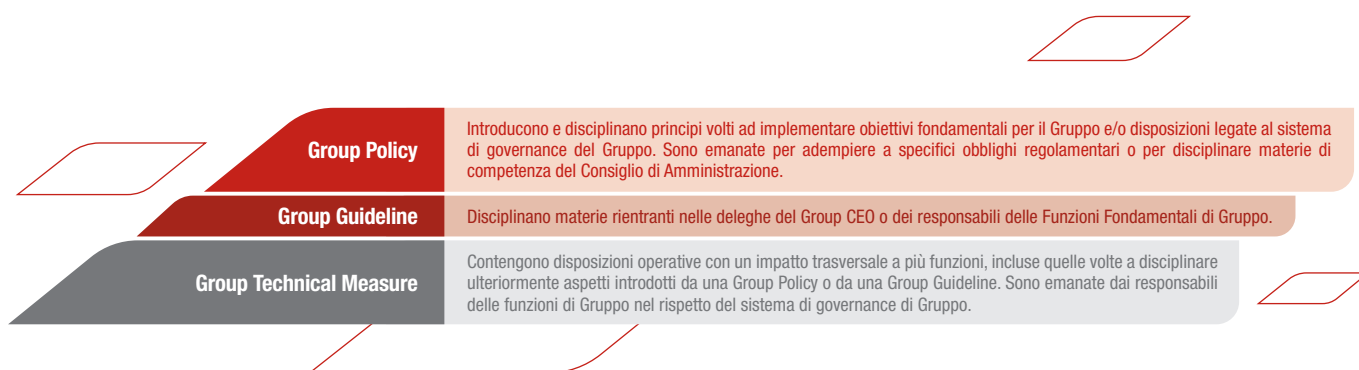 Group Policy
Introducono e disciplinano principi volti ad implementare obiettivi fondamentali per il Gruppo e/o disposizioni legate al sistema
di governance del Gruppo. Sono emanate per adempiere a specifici obblighi regolamentari o per disciplinare materie di
competenza del Consiglio di Amministrazione.
Group Guideline
Disciplinano materie rientranti nelle deleghe del Group CEO o dei responsabili delle Funzioni Fondamentali di Gruppo.
Group Technical Measure
Contengono disposizioni operative con un impatto trasversale a più funzioni, incluse quelle volte a disciplinare
ulteriormente aspetti introdotti da una Group Policy o da una Group Guideline. Sono emanate dai responsabili
delle funzioni di Gruppo nel rispetto del sistema di governance di Gruppo.